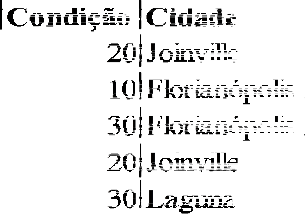 Condição Cidade
20 Joinville
10 Florianópolis
30 Florianópolis
20 Joinville
30 Laguna